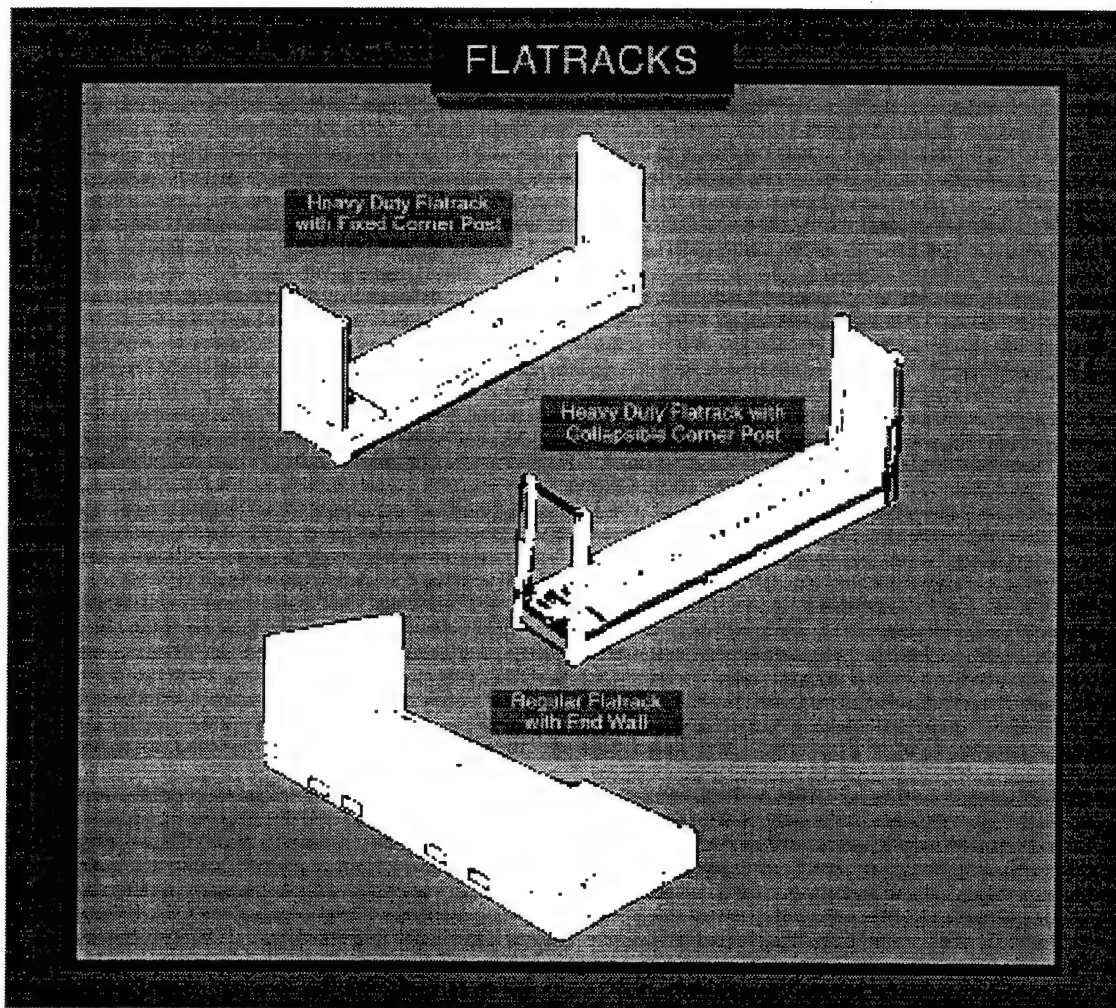 FLATRACKS
Heavy Duty Flatrack
with Fixed Corner Post
Heavy Duty Flatrack with
Collapsible Corner Post
Regular Flatrack
with End Wall